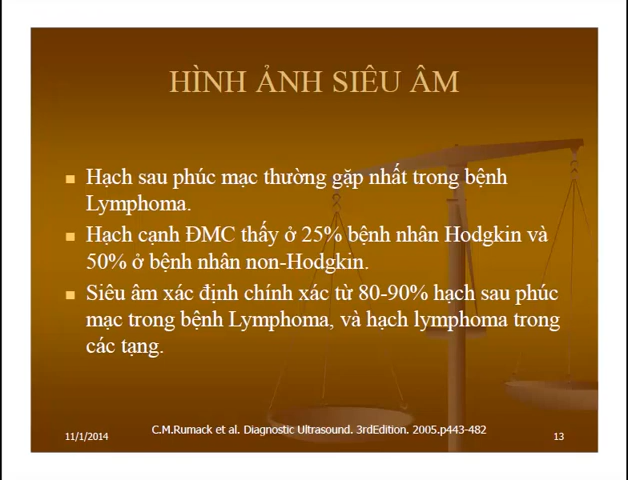 HÌNH ẢNH SIÊU ÂM
Hạch sau phúc mạc thường gặp nhất trong bệnh
Lymphoma.
Hạch cạnh ĐMC thấy ở 25% bệnh nhân Hodgkin và
50% ở bệnh nhân non-Hodgkin.
Siêu âm xác định chính xác từ 80-90% hạch sau phúc
mạc trong bệnh Lymphoma, và hạch lymphoma trong
các tạng.
11/1/2014
C.M.Rumack et al. Diagnostic Ultrasound. 3rdEdition. 2005.p443-482
13